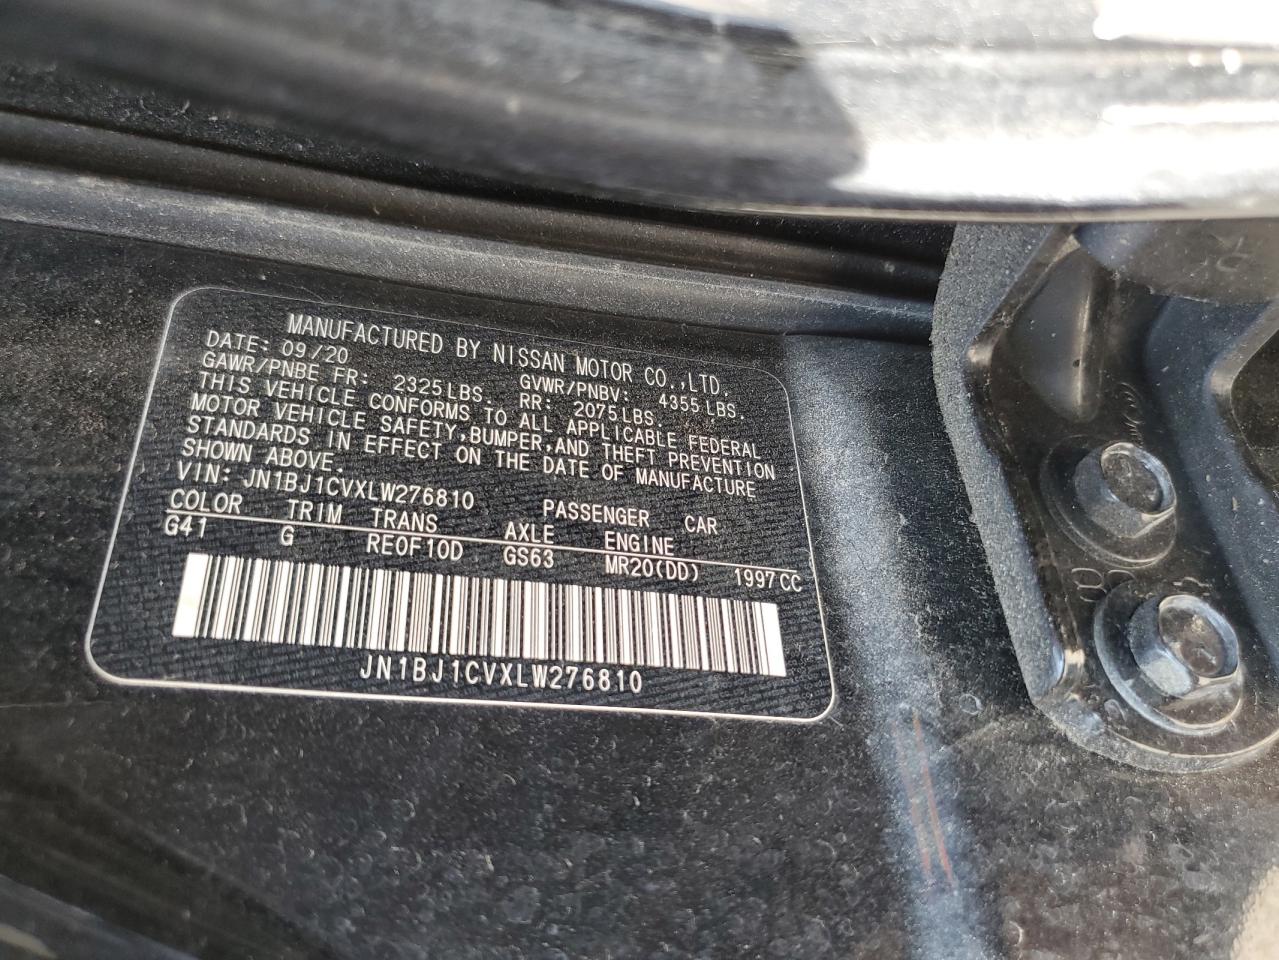 MANUFACTURED BY NISSAN MOTOR CO.,LTD.
DATE: 09/20 GVWR/PNBV: 4355 LBS.
GAWR/PNBE FR: 2325 LBS. RR: 2075 LBS.
THIS VEHICLE CONFORMS TO ALL APPLICABLE FEDERAL
MOTOR VEHICLE SAFETY,BUMPER,AND THEFT PREVENTION
STANDARDS IN EFFECT ON THE DATE OF MANUFACTURE
SHOWN ABOVE.
VIN: JN1BJ1CVXLW276810 PASSENGER CAR
COLOR TRIM TRANS AXLE ENGINE
G41 G RE0F10D GS63 MR20(DD) 1997CC
JN1BJ1CVXLW276810